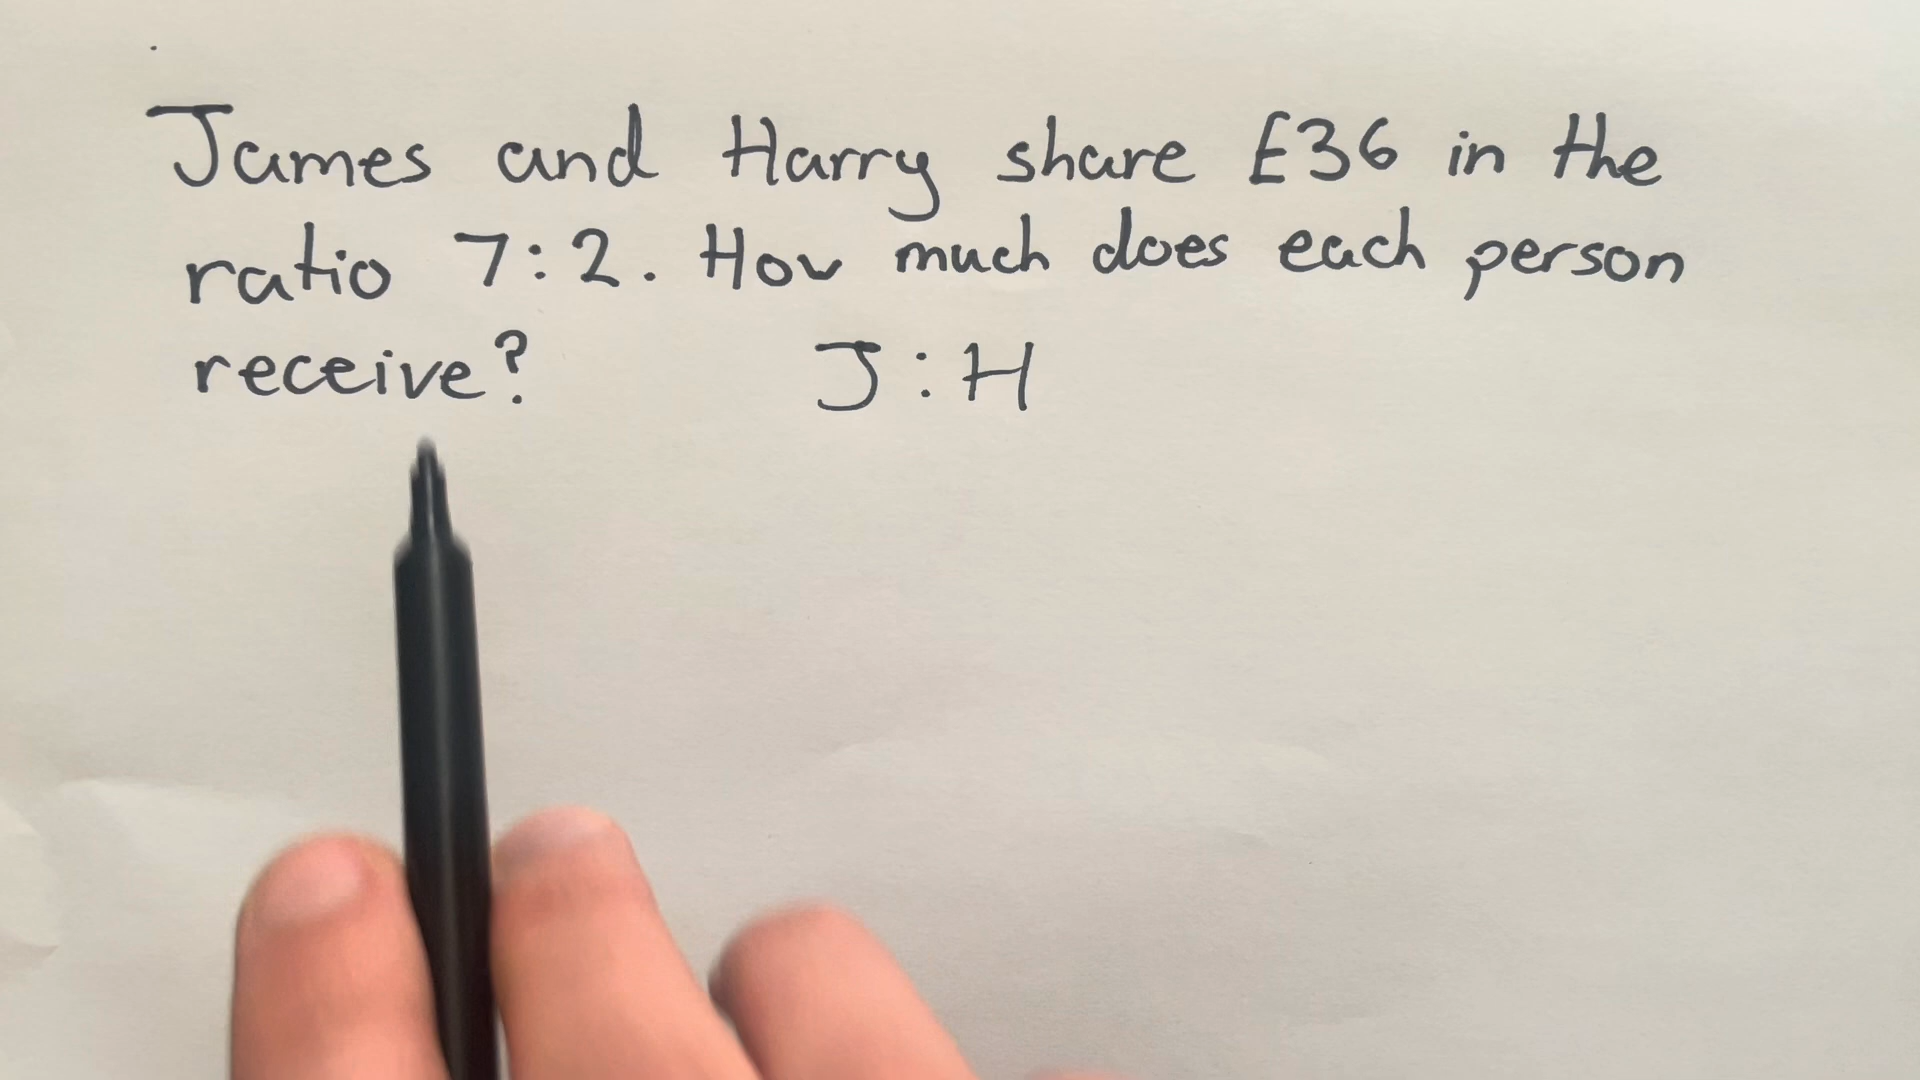 James and Harry share £36 in the
ratio 7:2. How much does each person
receive?
J:H